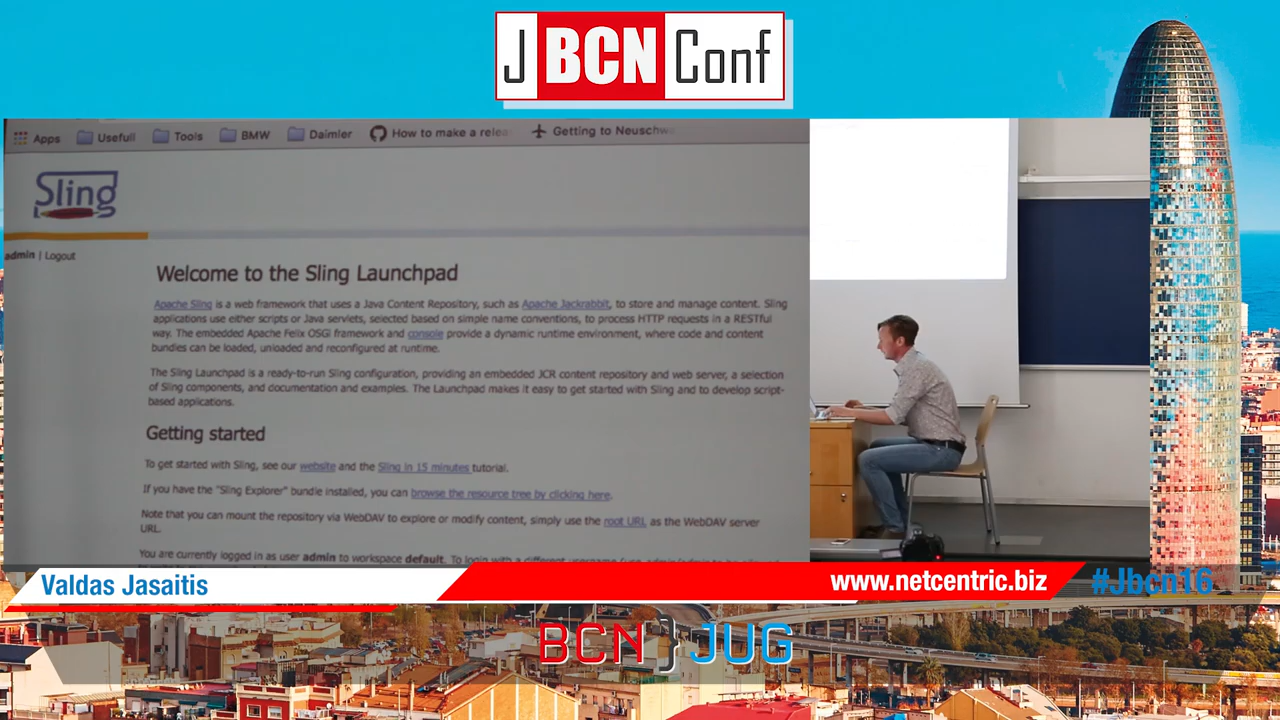 J BCN Conf
Apps Usefull Tools BMW Daimler How to make a rele Getting to Neuschwa
Sling
admin | Logout
Welcome to the Sling Launchpad
Apache Sling is a web framework that uses a Java Content Repository, such as Apache Jackrabbit, to store and manage content. Sling
applications use either scripts or Java servlets, selected based on simple name conventions, to process HTTP requests in a RESTful
way. The embedded Apache Felix OSGi framework and console provide a dynamic runtime environment, where code and content
bundles can be loaded, unloaded and reconfigured at runtime.
The Sling Launchpad is a ready-to-run Sling configuration, providing an embedded JCR content repository and web server, a selection
of Sling components, and documentation and examples. The Launchpad makes it easy to get started with Sling and to develop script-
based applications.
Getting started
To get started with Sling, see our website and the Sling in 15 minutes tutorial.
If you have the "Sling Explorer" bundle installed, you can browse the resource tree by clicking here.
Note that you can mount the repository via WebDAV to explore or modify content, simply use the root URL as the WebDAV server
URL.
You are currently logged in as user admin to workspace default. To login with a different username
Valdas Jasaitis
www.netcentric.biz
#Jbcn16
BCN JUG